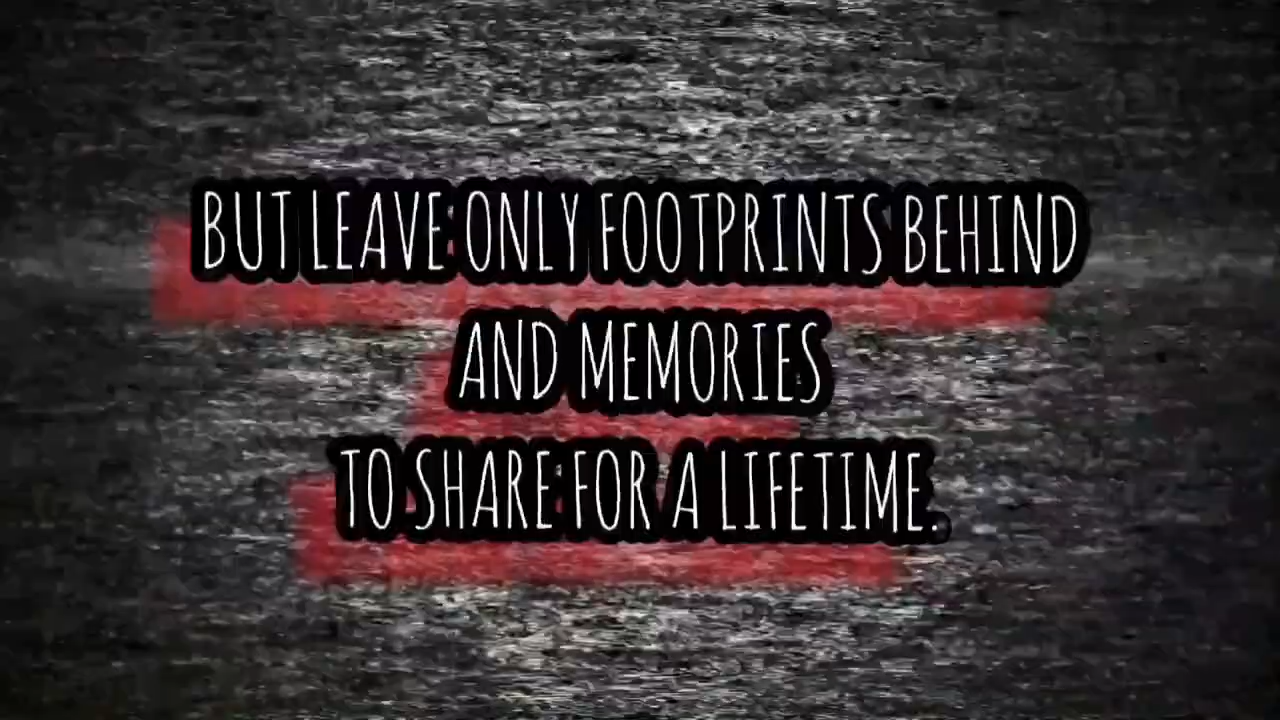 BUT LEAVE ONLY FOOTPRINTS BEHIND
AND MEMORIES
TO SHARE FOR A LIFETIME.